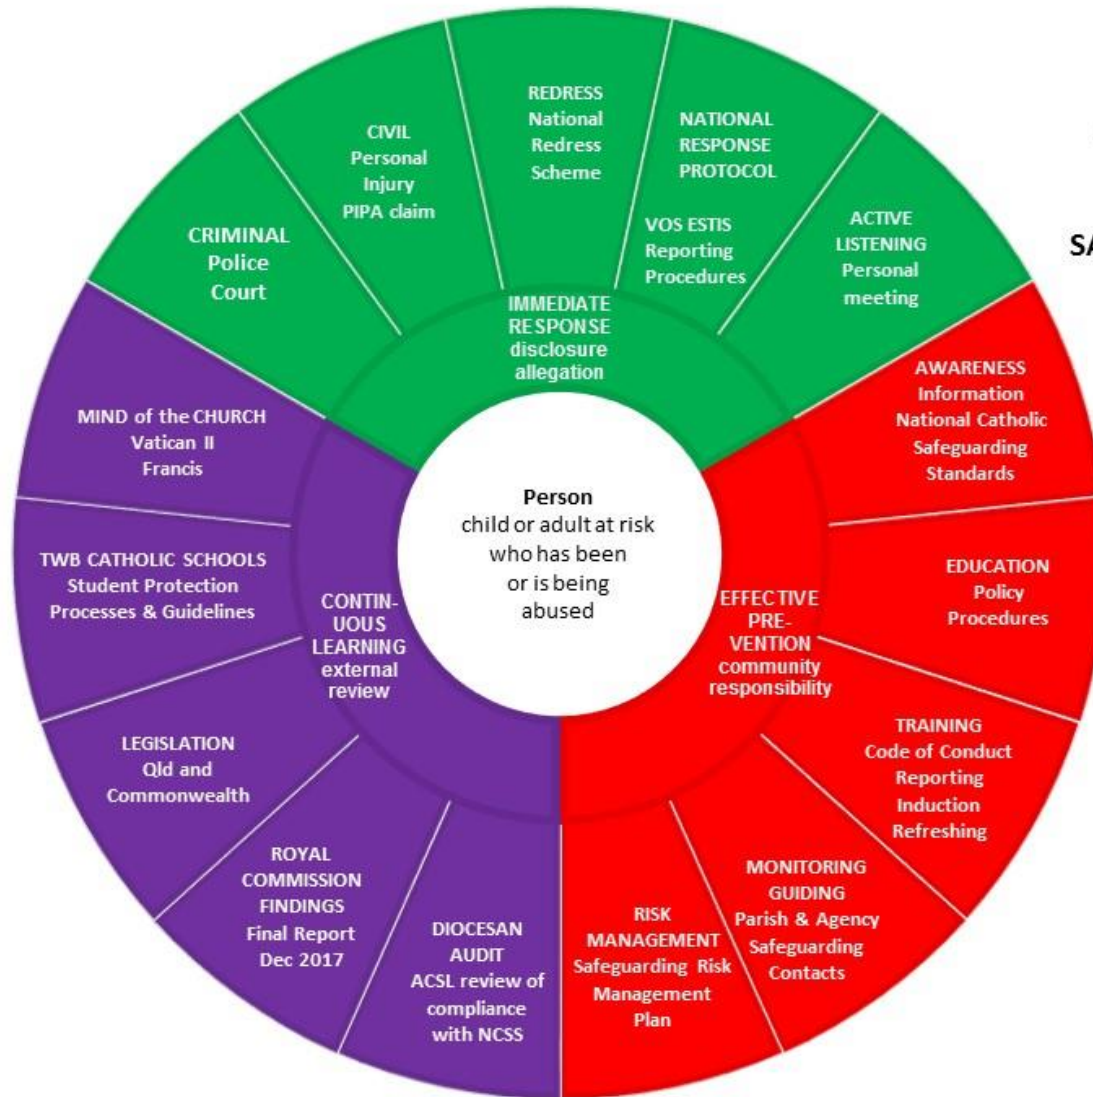 REDRESS
National
Redress
Scheme
NATIONAL
RESPONSE
PROTOCOL
VOS ESTIS
Reporting
Procedures
CIVIL
Personal
Injury
PIPA claim
ACTIVE
LISTENING
Personal
meeting
CRIMINAL
Police
Court
SA
IMMEDIATE
RESPONSE
disclosure
allegation
AWARENESS
Information
National Catholic
Safeguarding
Standards
MIND of the CHURCH
Vatican II
Francis
Person
child or adult at risk
who has been
or is being
abused
TWB CATHOLIC SCHOOLS
Student Protection
Processes & Guidelines
EDUCATION
Policy
Procedures
CONTIN-
UOUS
LEARNING
external
review
EFFECTIVE
PRE-
VENTION
community
responsibility
LEGISLATION
Qld and
Commonwealth
TRAINING
Code of Conduct
Reporting
Induction
Refreshing
ROYAL
COMMISSION
FINDINGS
Final Report
Dec 2017
MONITORING
GUIDING
Parish & Agency
Safeguarding
Contacts
DIOCESAN
AUDIT
ACSL review of
compliance
with NCSS
RISK
MANAGEMENT
Safeguarding Risk
Management
Plan